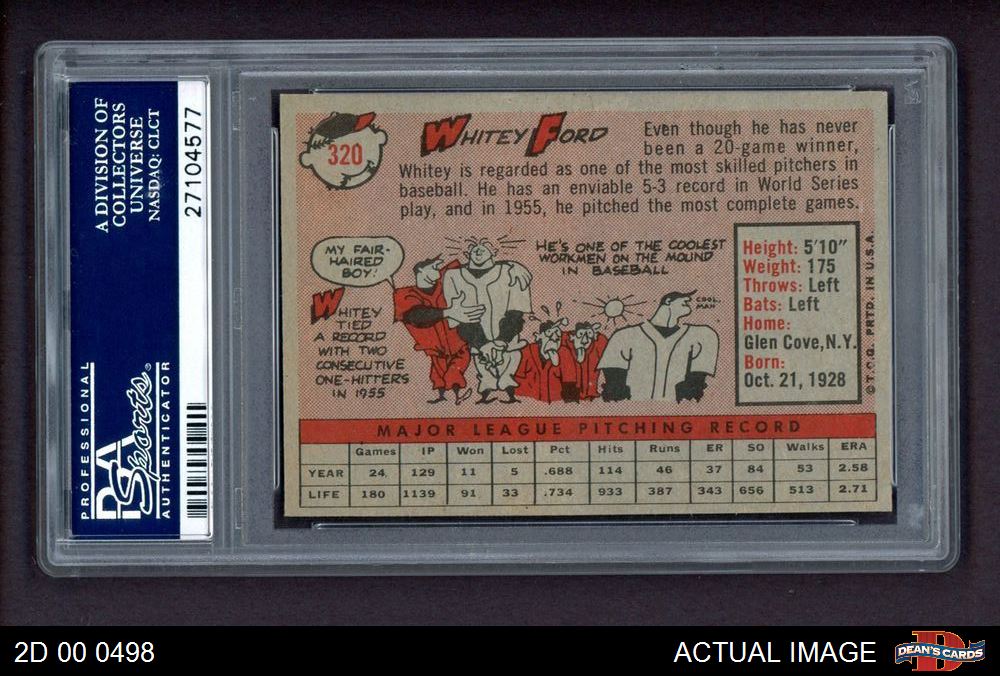 A DIVISION OF
COLLECTORS
UNIVERSE
NASDAQ: CLCT
27104577
PROFESSIONAL
PSA
Sports®
AUTHENTICATOR
320
WHITEY FORD
Even though he has never
been a 20-game winner,
Whitey is regarded as one of the most skilled pitchers in
baseball. He has an enviable 5-3 record in World Series
play, and in 1955, he pitched the most complete games.
MY FAIR-
HAIRED
BOY!
WHITEY
TIED
A RECORD
WITH TWO
CONSECUTIVE
ONE-HITTERS
IN 1955
HE'S ONE OF THE COOLEST
WORKMEN ON THE MOUND
IN BASEBALL
COOL
MAN.
Height: 5'10"
Weight: 175
Throws: Left
Bats: Left
Home:
Glen Cove, N.Y.
Born:
Oct. 21, 1928
© T.C.G. PRTD. IN U.S.A.
MAJOR LEAGUE PITCHING RECORD
Games IP Won Lost Pct Hits Runs ER SO Walks ERA
YEAR 24 129 11 5 .688 114 46 37 84 53 2.58
LIFE 180 1139 91 33 .734 933 387 343 656 513 2.71
2D 00 0498
ACTUAL IMAGE
DEAN'S CARDS